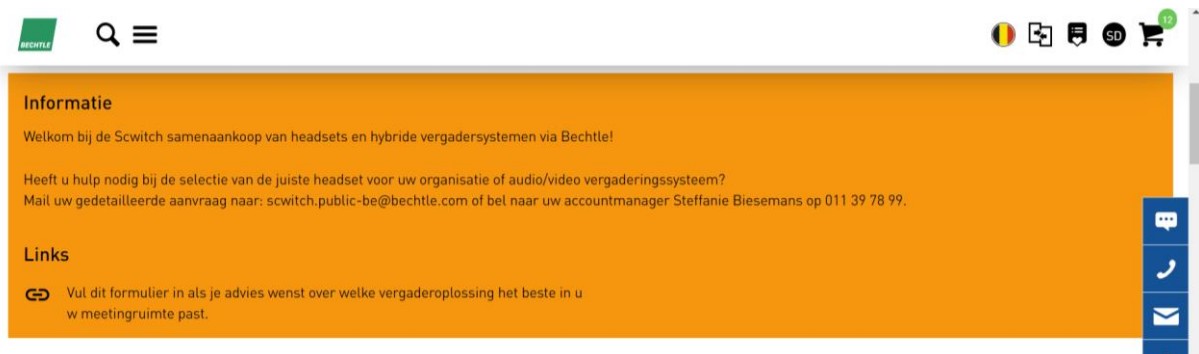 BECHTLE
SD
12
Informatie
Welkom bij de Scwitch samenaankoop van headsets en hybride vergadersystemen via Bechtle!
Heeft u hulp nodig bij de selectie van de juiste headset voor uw organisatie of audio/video vergaderingssysteem?
Mail uw gedetailleerde aanvraag naar: scwitch.public-be@bechtle.com of bel naar uw accountmanager Steffanie Biesemans op 011 39 78 99.
Links
Vul dit formulier in als je advies wenst over welke vergaderoplossing het beste in u
w meetingruimte past.